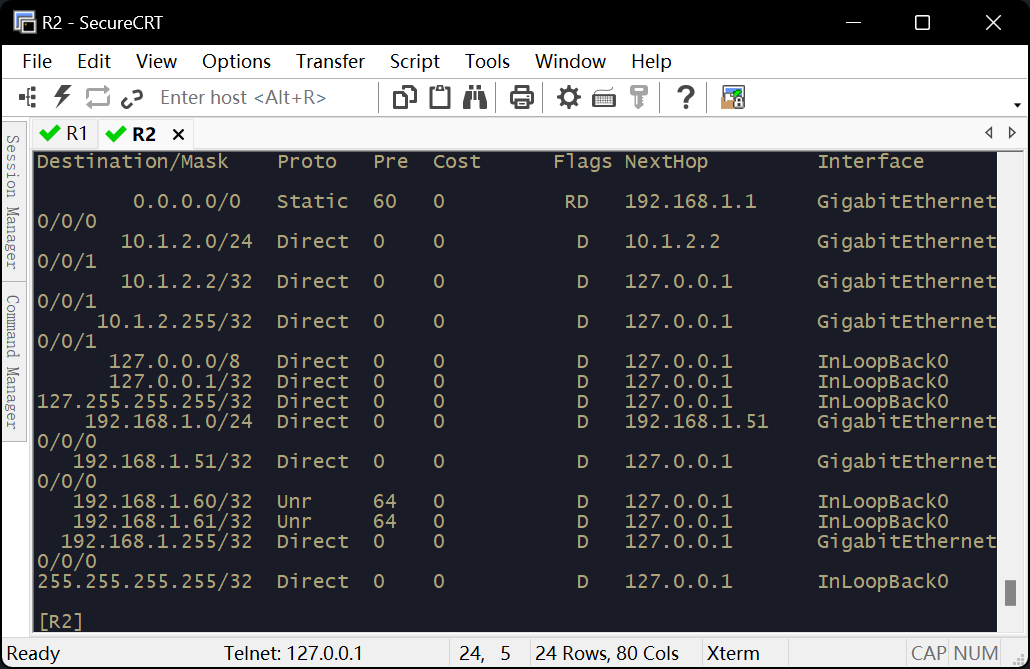 R2 - SecureCRT
File Edit View Options Transfer Script Tools Window Help
Enter host <Alt+R>
R1 R2
Session Manager
Command Manager
Destination/Mask    Proto   Pre  Cost      Flags NextHop         Interface
        0.0.0.0/0   Static  60   0          RD   192.168.1.1     GigabitEthernet
0/0/0
       10.1.2.0/24  Direct  0    0           D   10.1.2.2        GigabitEthernet
0/0/1
       10.1.2.2/32  Direct  0    0           D   127.0.0.1       GigabitEthernet
0/0/1
     10.1.2.255/32  Direct  0    0           D   127.0.0.1       GigabitEthernet
0/0/1
      127.0.0.0/8   Direct  0    0           D   127.0.0.1       InLoopBack0
      127.0.0.1/32  Direct  0    0           D   127.0.0.1       InLoopBack0
127.255.255.255/32  Direct  0    0           D   127.0.0.1       InLoopBack0
    192.168.1.0/24  Direct  0    0           D   192.168.1.51    GigabitEthernet
0/0/0
   192.168.1.51/32  Direct  0    0           D   127.0.0.1       GigabitEthernet
0/0/0
   192.168.1.60/32  Unr     64   0           D   127.0.0.1       InLoopBack0
   192.168.1.61/32  Unr     64   0           D   127.0.0.1       InLoopBack0
  192.168.1.255/32  Direct  0    0           D   127.0.0.1       GigabitEthernet
0/0/0
255.255.255.255/32  Direct  0    0           D   127.0.0.1       InLoopBack0
[R2]
Ready Telnet: 127.0.0.1 24, 5 24 Rows, 80 Cols Xterm CAP NUM